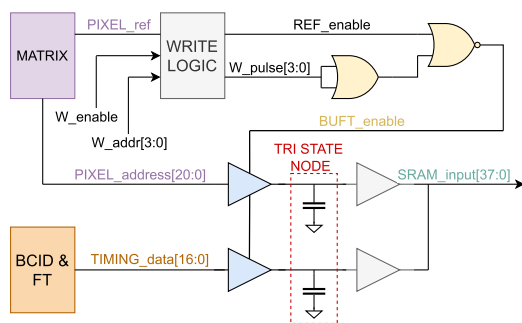 PIXEL_ref
REF_enable
MATRIX
WRITE
LOGIC
W_pulse[3:0]
W_enable
W_addr[3:0]
BUFT_enable
TRI STATE
NODE
PIXEL_address[20:0]
SRAM_input[37:0]
BCID &
FT
TIMING_data[16:0]